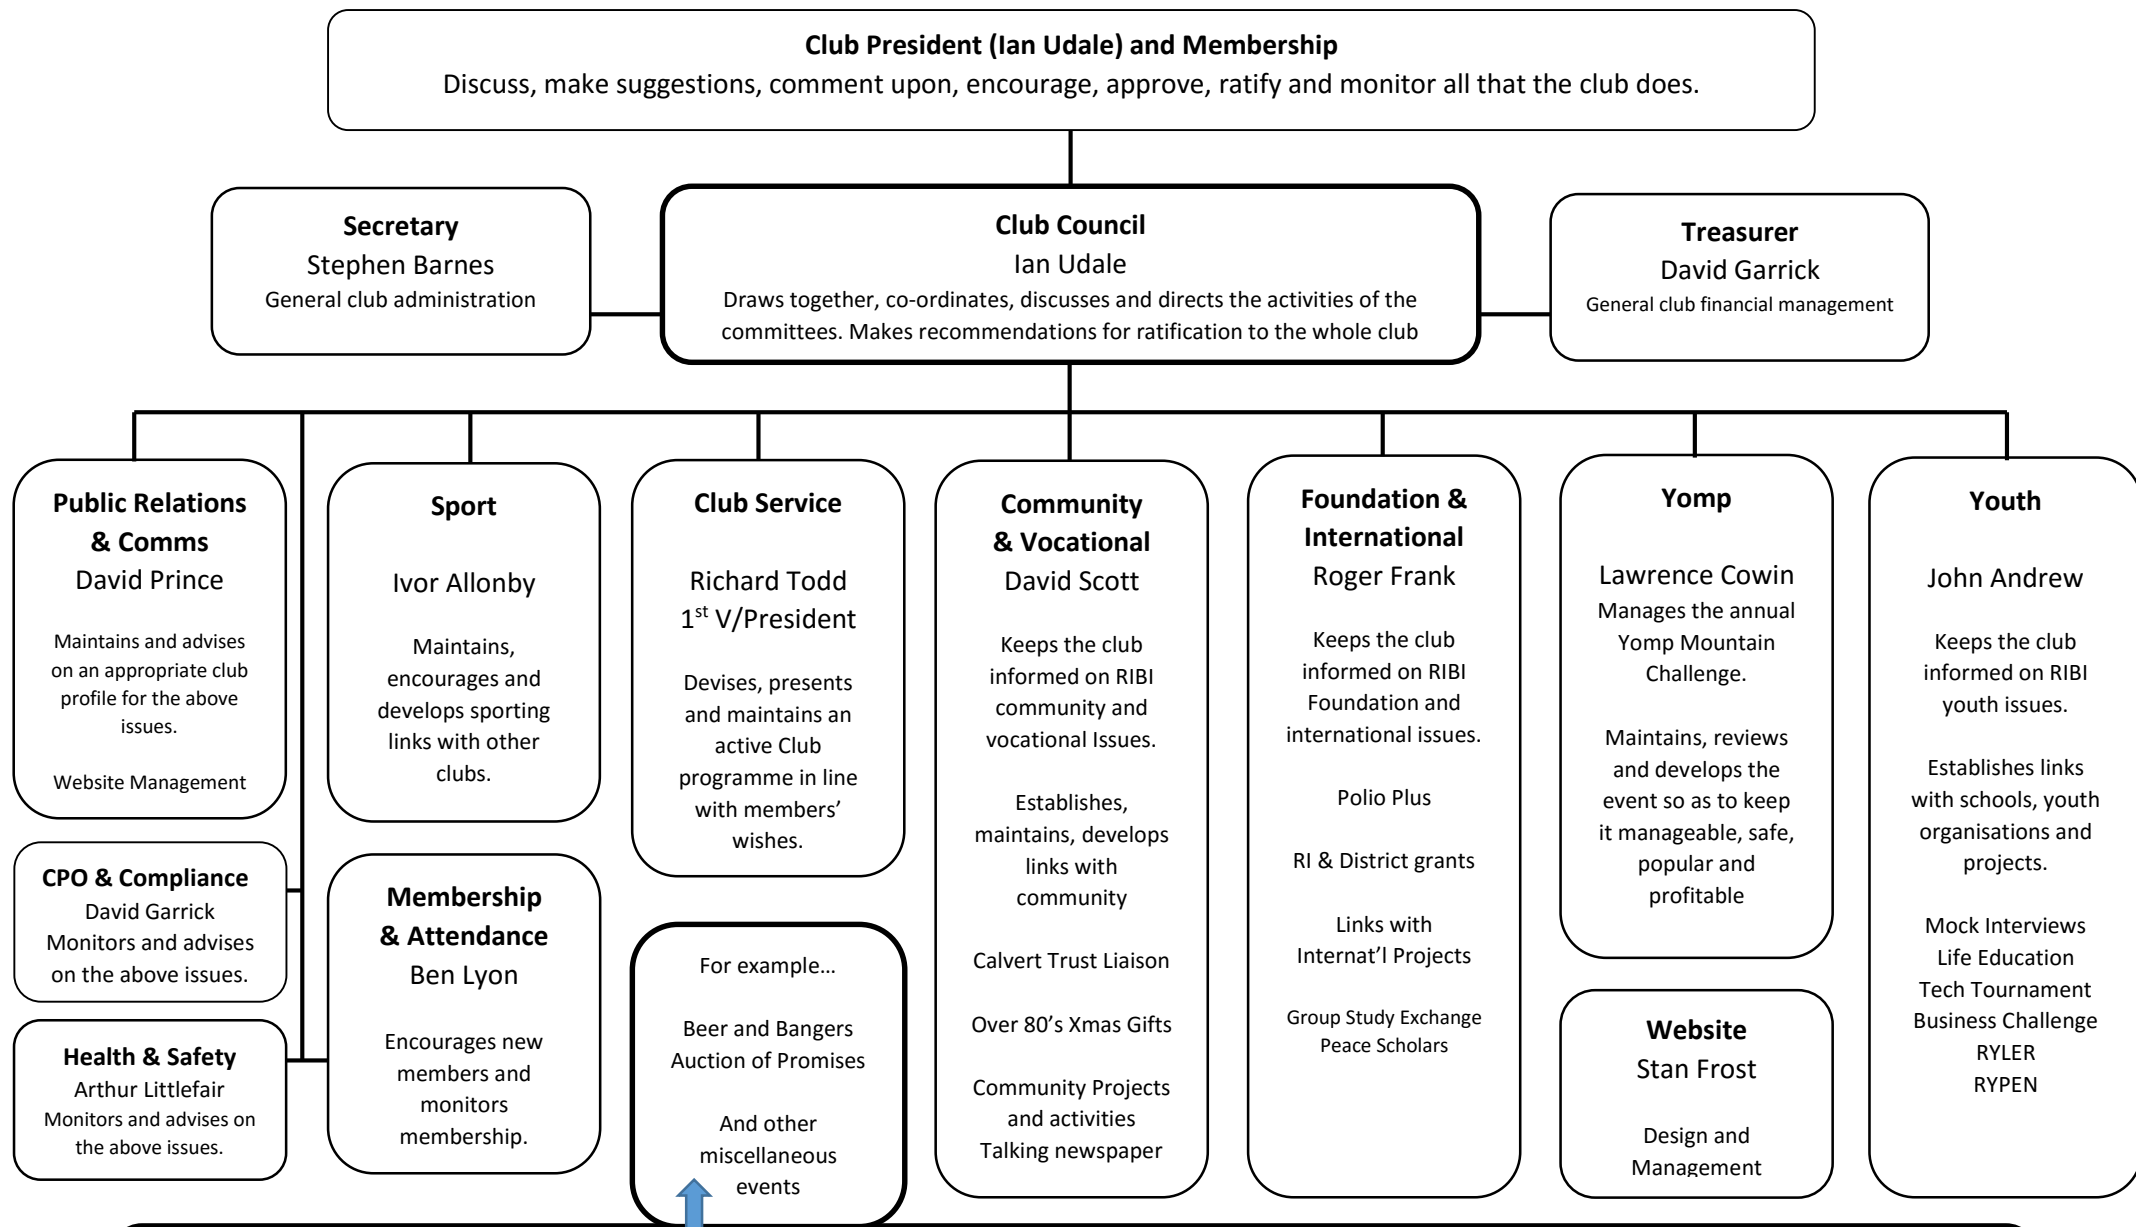 Club President (Ian Udale) and Membership
Discuss, make suggestions, comment upon, encourage, approve, ratify and monitor all that the club does.
Secretary
Stephen Barnes
General club administration
Club Council
Ian Udale
Draws together, co-ordinates, discusses and directs the activities of the
committees. Makes recommendations for ratification to the whole club
Treasurer
David Garrick
General club financial management
Public Relations
& Comms
David Prince
Maintains and advises
on an appropriate club
profile for the above
issues.
Website Management
CPO & Compliance
David Garrick
Monitors and advises
on the above issues.
Health & Safety
Arthur Littlefair
Monitors and advises on
the above issues.
Sport
Ivor Allonby
Maintains,
encourages and
develops sporting
links with other
clubs.
Membership
& Attendance
Ben Lyon
Encourages new
members and
monitors
membership.
Club Service
Richard Todd
1st V/President
Devises, presents
and maintains an
active Club
programme in line
with members’
wishes.
For example…
Beer and Bangers
Auction of Promises
And other
miscellaneous
events
Community
& Vocational
David Scott
Keeps the club
informed on RIBI
community and
vocational Issues.
Establishes,
maintains, develops
links with
community
Calvert Trust Liaison
Over 80’s Xmas Gifts
Community Projects
and activities
Talking newspaper
Foundation &
International
Roger Frank
Keeps the club
informed on RIBI
Foundation and
international issues.
Polio Plus
RI & District grants
Links with
Internat’l Projects
Group Study Exchange
Peace Scholars
Yomp
Lawrence Cowin
Manages the annual
Yomp Mountain
Challenge.
Maintains, reviews
and develops the
event so as to keep
it manageable, safe,
popular and
profitable
Website
Stan Frost
Design and
Management
Youth
John Andrew
Keeps the club
informed on RIBI
youth issues.
Establishes links
with schools, youth
organisations and
projects.
Mock Interviews
Life Education
Tech Tournament
Business Challenge
RYLER
RYPEN